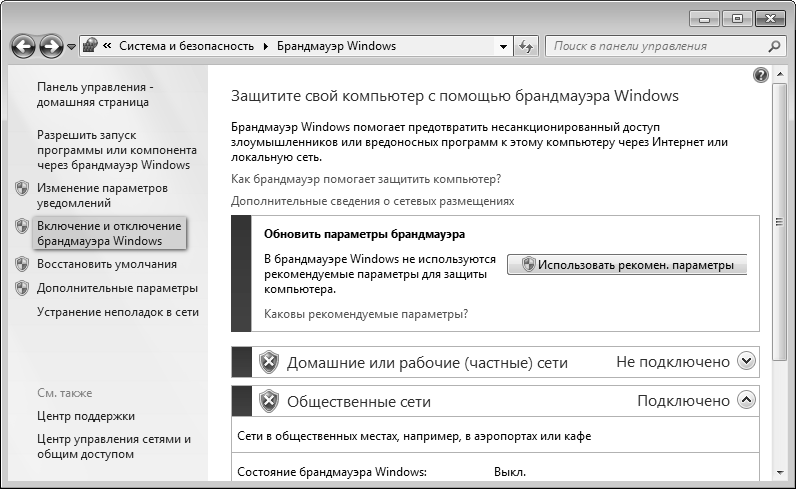 « Система и безопасность ▸ Брандмауэр Windows
Поиск в панели управления
Панель управления -
домашняя страница
Разрешить запуск
программы или компонента
через брандмауэр Windows
Изменение параметров
уведомлений
Включение и отключение
брандмауэра Windows
Восстановить умолчания
Дополнительные параметры
Устранение неполадок в сети
См. также
Центр поддержки
Центр управления сетями и
общим доступом
Защитите свой компьютер с помощью брандмауэра Windows
Брандмауэр Windows помогает предотвратить несанкционированный доступ
злоумышленников или вредоносных программ к этому компьютеру через Интернет или
локальную сеть.
Как брандмауэр помогает защитить компьютер?
Дополнительные сведения о сетевых размещениях
Обновить параметры брандмауэра
В брандмауэре Windows не используются
рекомендуемые параметры для защиты
компьютера.
Использовать рекомен. параметры
Каковы рекомендуемые параметры?
Домашние или рабочие (частные) сети Не подключено
Общественные сети Подключено
Сети в общественных местах, например, в аэропортах или кафе
Состояние брандмауэра Windows: Выкл.